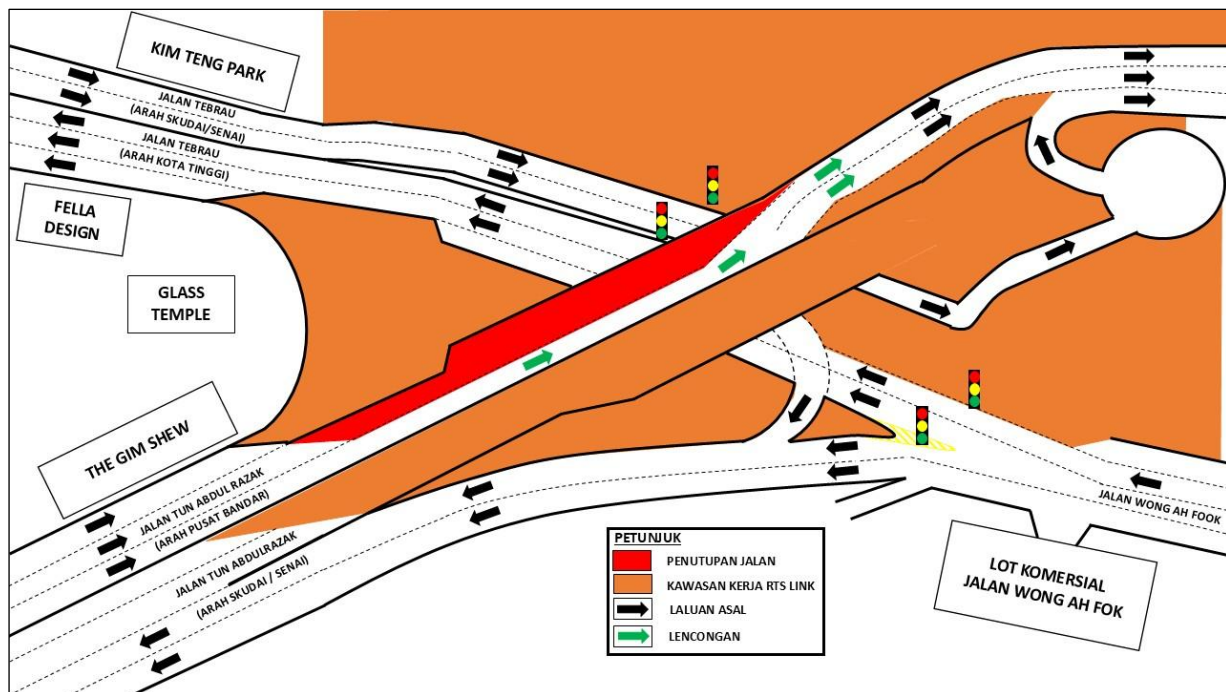 KIM TENG PARK
JALAN TEBRAU
(ARAH SKUDAI/SENAI)
JALAN TEBRAU
(ARAH KOTA TINGGI)
FELLA
DESIGN
GLASS
TEMPLE
THE GIM SHEW
JALAN TUN ABDUL RAZAK
(ARAH PUSAT BANDAR)
JALAN TUN ABDULRAZAK
(ARAH SKUDAI / SENAI)
JALAN WONG AH FOOK
LOT KOMERSIAL
JALAN WONG AH FOK
PETUNJUK
PENUTUPAN JALAN
KAWASAN KERJA RTS LINK
LALUAN ASAL
LENCONGAN